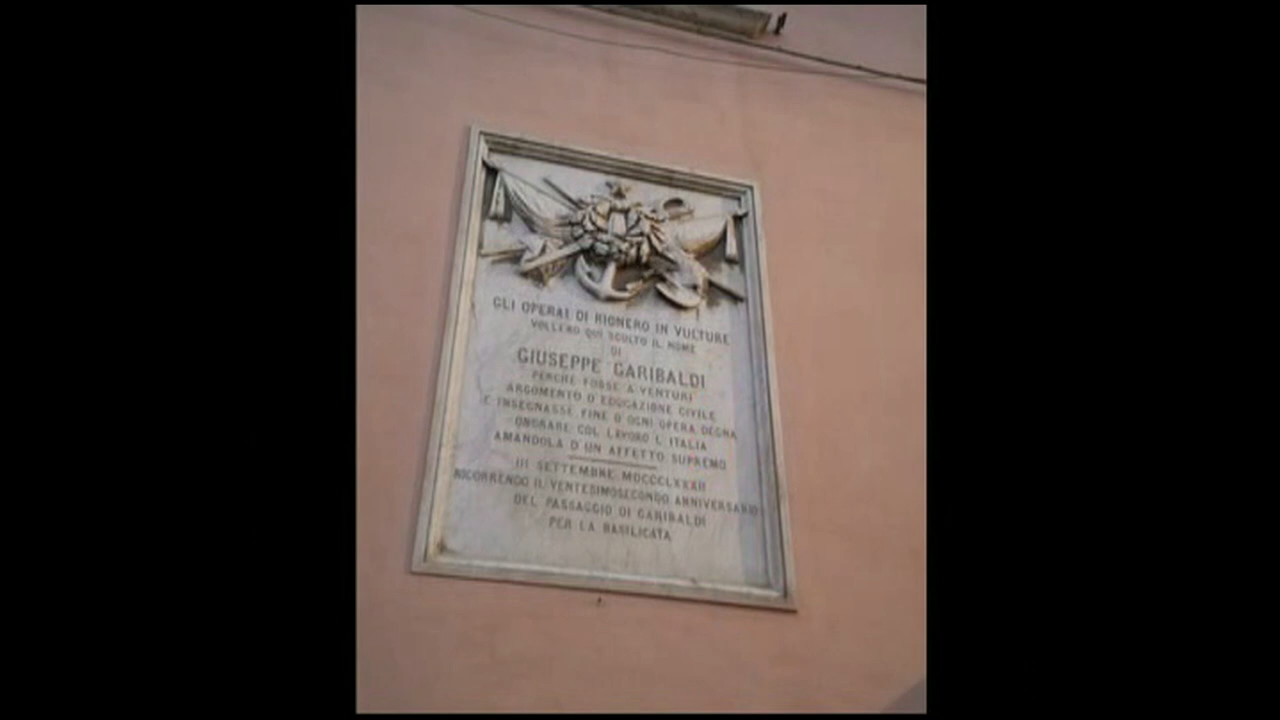 GLI OPERAI DI RIONERO IN VULTURE
VOLLERO QUI SCOLTO IL NOME
DI
GIUSEPPE GARIBALDI
PERCHÈ FOSSE A VENTURI
ARGOMENTO D'EDUCAZIONE CIVILE
E INSEGNASSE FINE D'OGNI OPERA DEGNA
ONORARE COL LAVORO L'ITALIA
AMANDOLA D'UN AFFETTO SUPREMO
III SETTEMBRE MDCCCLXXXII
RICORRENDO IL VENTESIMOSECONDO ANNIVERSARIO
DEL PASSAGGIO DI GARIBALDI
PER LA BASILICATA